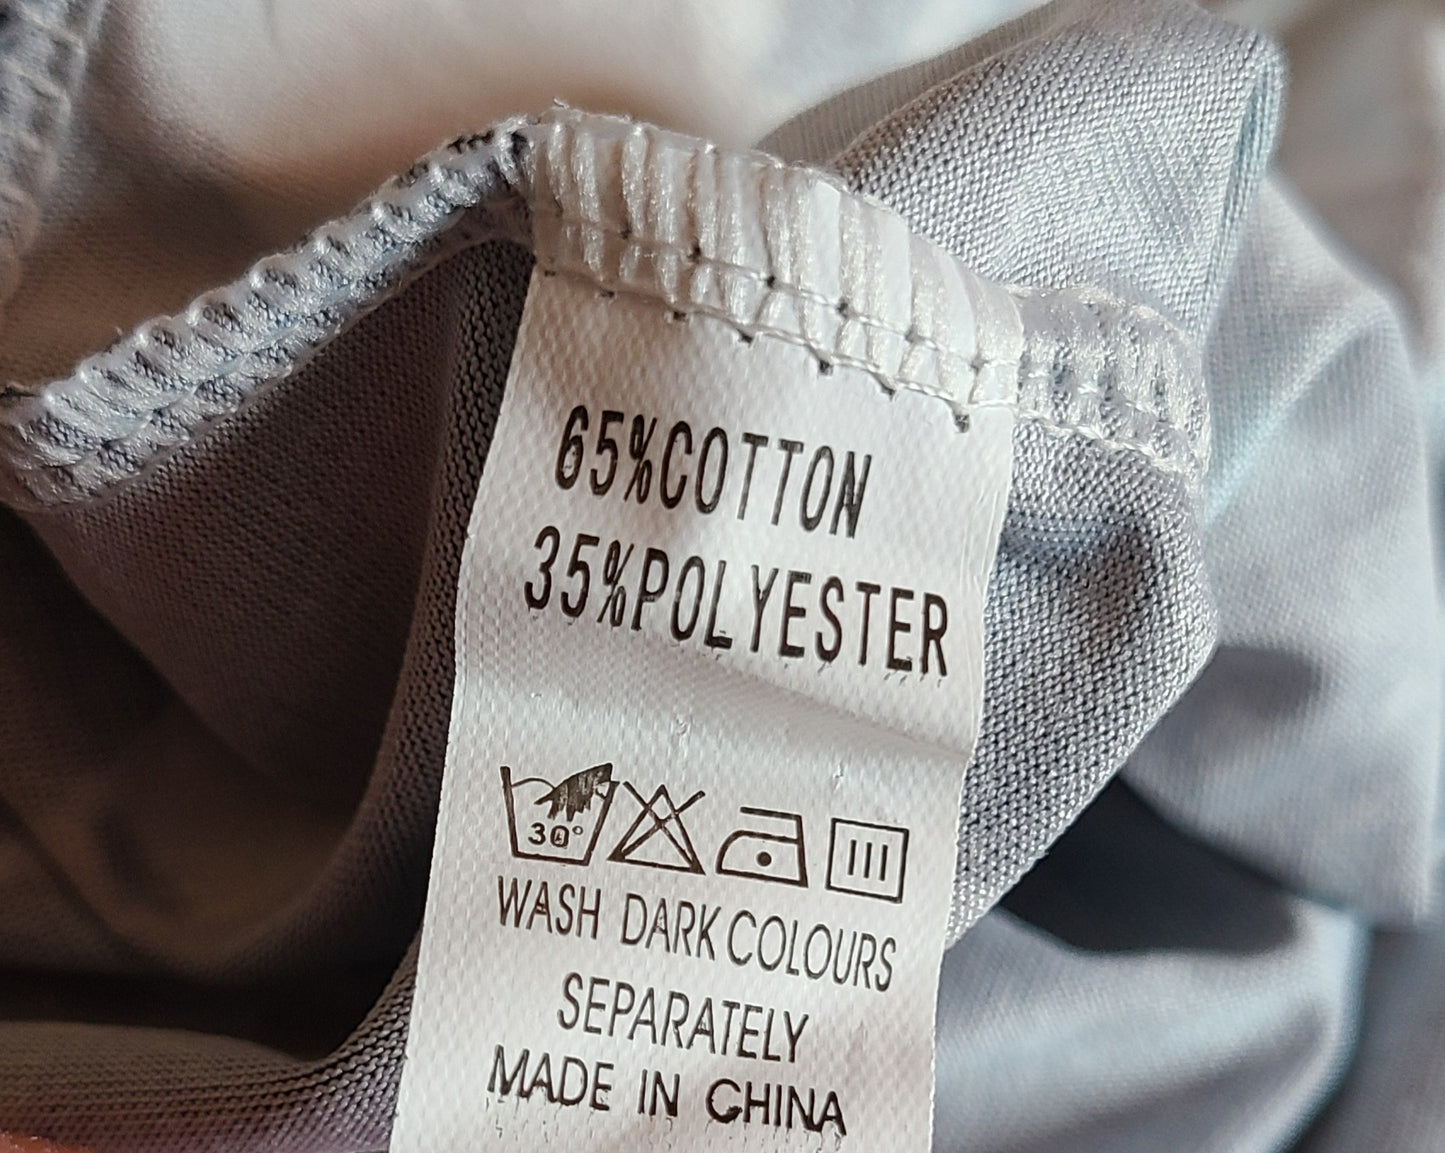 65%COTTON
35%POLYESTER
30°
WASH DARK COLOURS
SEPARATELY
MADE IN CHINA